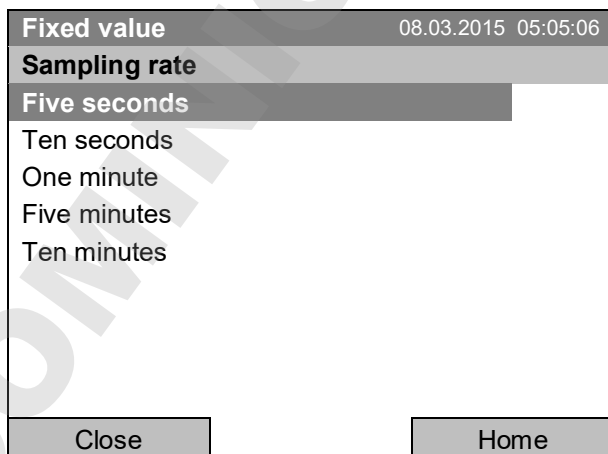 Fixed value 08.03.2015 05:05:06
Sampling rate
Five seconds
Ten seconds
One minute
Five minutes
Ten minutes
Close Home